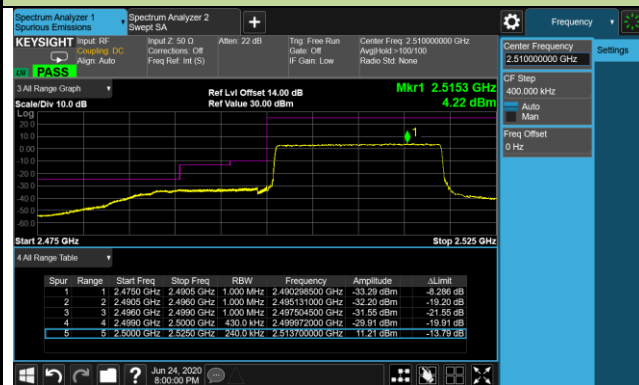 Spectrum Analyzer 1
Spurious Emissions
Spectrum Analyzer 2
Swept SA
Frequency
KEYSIGHT
Input: RF
Coupling: DC
Align: Auto
Input Z: 50 Ω
Corrections: Off
Freq Ref: Int (S)
Atten: 22 dB
Trig: Free Run
Gate: Off
IF Gain: Low
Center Freq: 2.510000000 GHz
Avg|Hold:>100/100
Radio Std: None
PASS
3 All Range Graph
Scale/Div 10.0 dB
Ref Lvl Offset 14.00 dB
Ref Value 30.00 dBm
Mkr1 2.5153 GHz
4.22 dBm
Log
20.0
10.0
0.00
-10.0
-20.0
-30.0
-40.0
-50.0
-60.0
1
Start 2.475 GHz
Stop 2.525 GHz
4 All Range Table
Spur Range Start Freq Stop Freq RBW Frequency Amplitude ΔLimit
1 1 2.4750 GHz 2.4905 GHz 1.000 MHz 2.490298500 GHz -33.29 dBm -8.286 dB
2 2 2.4905 GHz 2.4960 GHz 1.000 MHz 2.495131000 GHz -32.20 dBm -19.20 dB
3 3 2.4960 GHz 2.4990 GHz 1.000 MHz 2.497504500 GHz -31.55 dBm -21.55 dB
4 4 2.4990 GHz 2.5000 GHz 430.0 kHz 2.499972000 GHz -29.91 dBm -19.91 dB
5 5 2.5000 GHz 2.5250 GHz 240.0 kHz 2.513700000 GHz 11.21 dBm -13.79 dB
Center Frequency
2.510000000 GHz
Settings
CF Step
400.000 kHz
Auto
Man
Freq Offset
0 Hz
Jun 24, 2020
8:00:00 PM